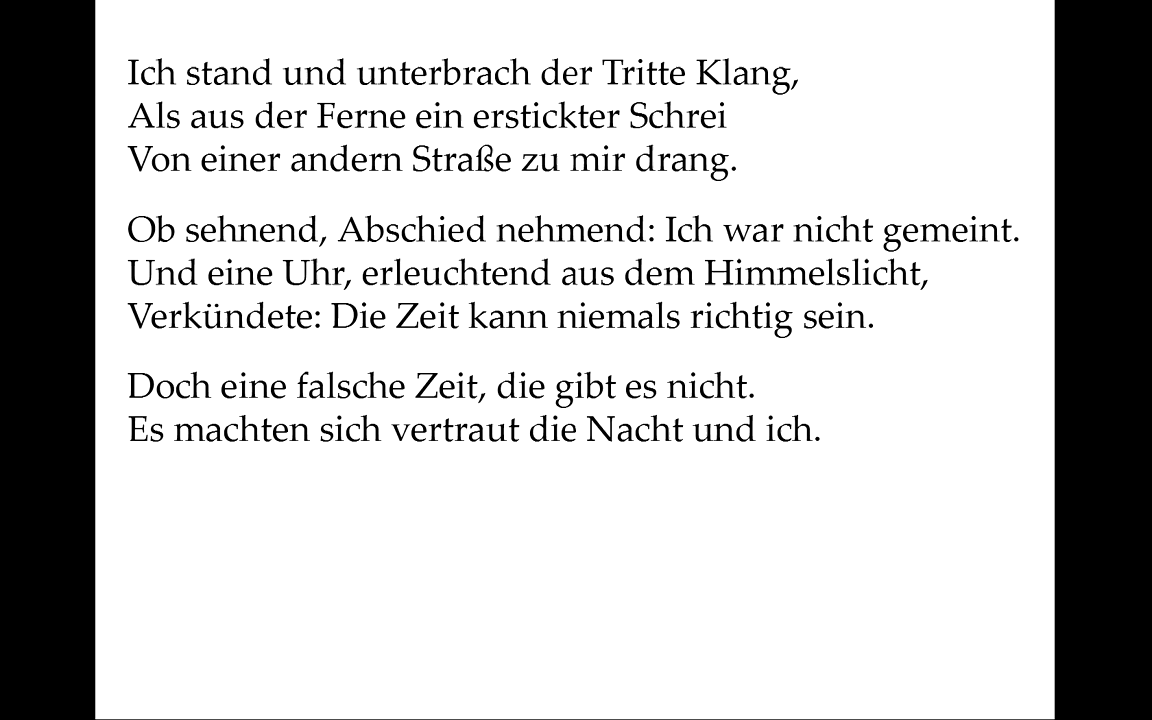 Ich stand und unterbrach der Tritte Klang,
Als aus der Ferne ein erstickter Schrei
Von einer andern Straße zu mir drang.
Ob sehnend, Abschied nehmend: Ich war nicht gemeint.
Und eine Uhr, erleuchtend aus dem Himmelslicht,
Verkündete: Die Zeit kann niemals richtig sein.
Doch eine falsche Zeit, die gibt es nicht.
Es machten sich vertraut die Nacht und ich.